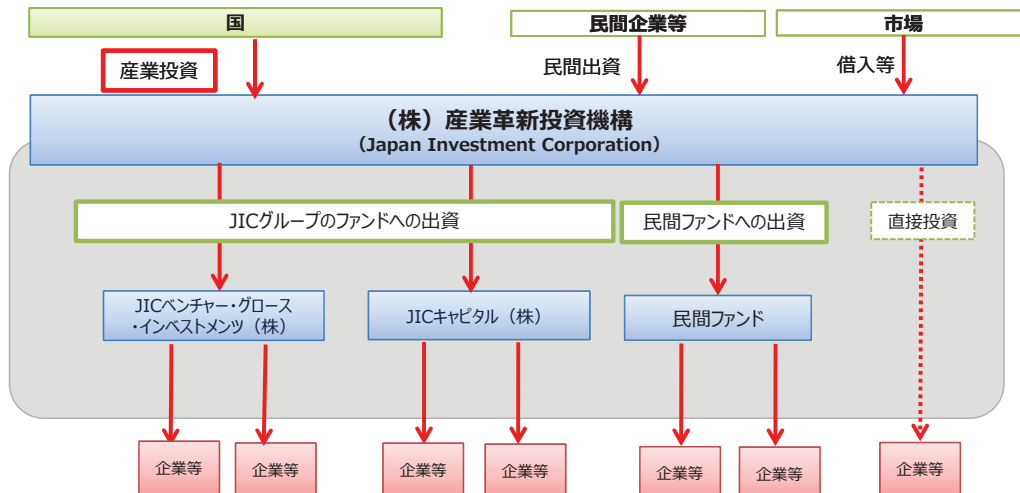 国
民間企業等
市場
産業投資
民間出資
借入等
（株）産業革新投資機構
（Japan Investment Corporation）
JICグループのファンドへの出資
民間ファンドへの出資
直接投資
JICベンチャー・グロース
・インベストメンツ（株）
JICキャピタル（株）
民間ファンド
企業等
企業等
企業等
企業等
企業等
企業等
企業等